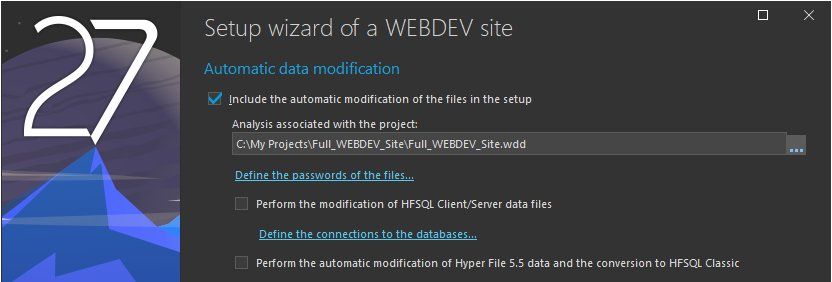 27
Setup wizard of a WEBDEV site
Automatic data modification
Include the automatic modification of the files in the setup
Analysis associated with the project:
C:\My Projects\Full_WEBDEV_Site\Full_WEBDEV_Site.wdd
...
Define the passwords of the files...
Perform the modification of HFSQL Client/Server data files
Define the connections to the databases...
Perform the automatic modification of Hyper File 5.5 data and the conversion to HFSQL Classic